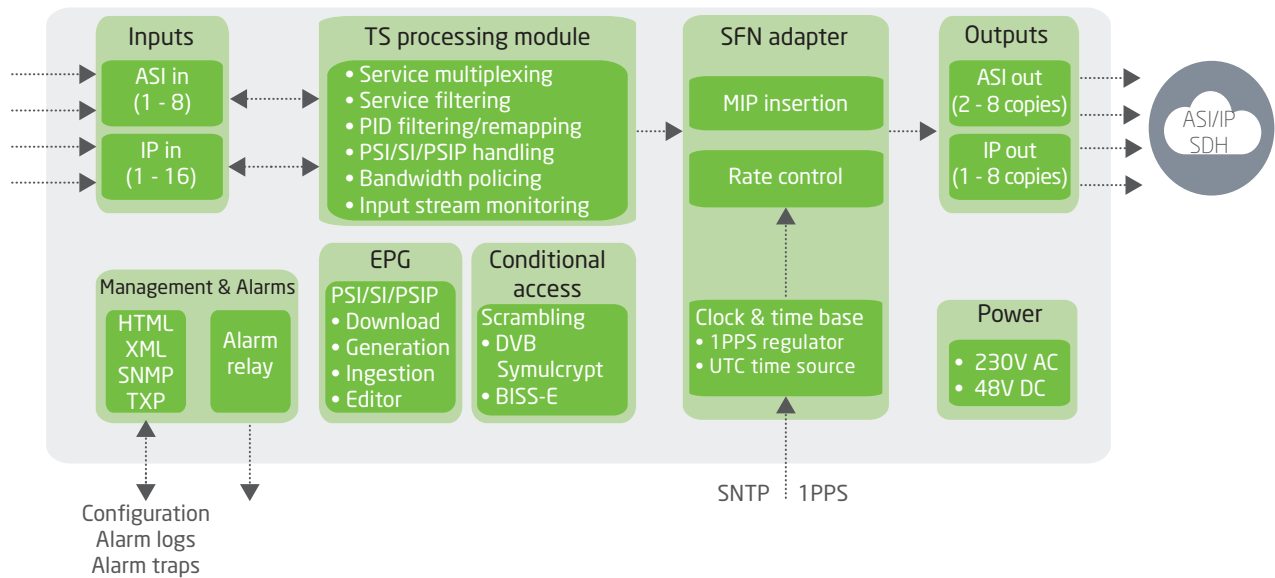 Inputs
ASI in
(1 - 8)
IP in
(1 - 16)
TS processing module
• Service multiplexing
• Service filtering
• PID filtering/remapping
• PSI/SI/PSIP handling
• Bandwidth policing
• Input stream monitoring
SFN adapter
MIP insertion
Rate control
Clock & time base
• 1PPS regulator
• UTC time source
Outputs
ASI out
(2 - 8 copies)
IP out
(1 - 8 copies)
ASI/IP
SDH
Management & Alarms
HTML
XML
SNMP
TXP
Alarm
relay
EPG
PSI/SI/PSIP
• Download
• Generation
• Ingestion
• Editor
Conditional
access
Scrambling
• DVB
Symulcrypt
• BISS-E
Power
• 230V AC
• 48V DC
SNTP 1PPS
Configuration
Alarm logs
Alarm traps